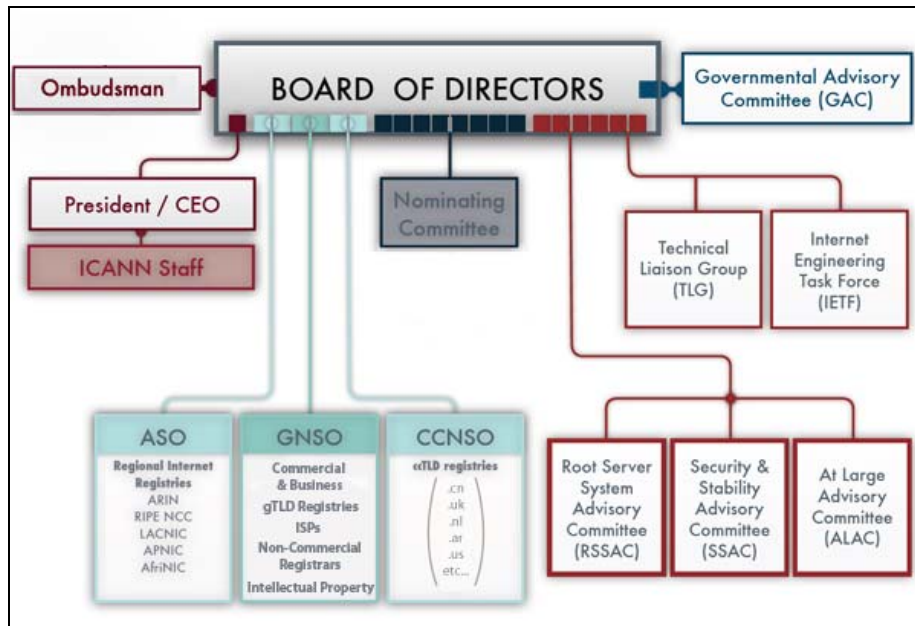 BOARD OF DIRECTORS
Ombudsman
Governmental Advisory
Committee (GAC)
President / CEO
ICANN Staff
Nominating
Committee
Technical
Liaison Group
(TLG)
Internet
Engineering
Task Force
(IETF)
ASO
Regional Internet
Registries
ARIN
RIPE NCC
LACNIC
APNIC
AfriNIC
GNSO
Commercial
& Business
gTLD Registries
ISPs
Non-Commercial
Registrars
Intellectual Property
CCNSO
ccTLD registries
.cn
.uk
.nl
.ar
.us
etc...
Root Server
System
Advisory
Committee
(RSSAC)
Security &
Stability
Advisory
Committee
(SSAC)
At Large
Advisory
Committee
(ALAC)